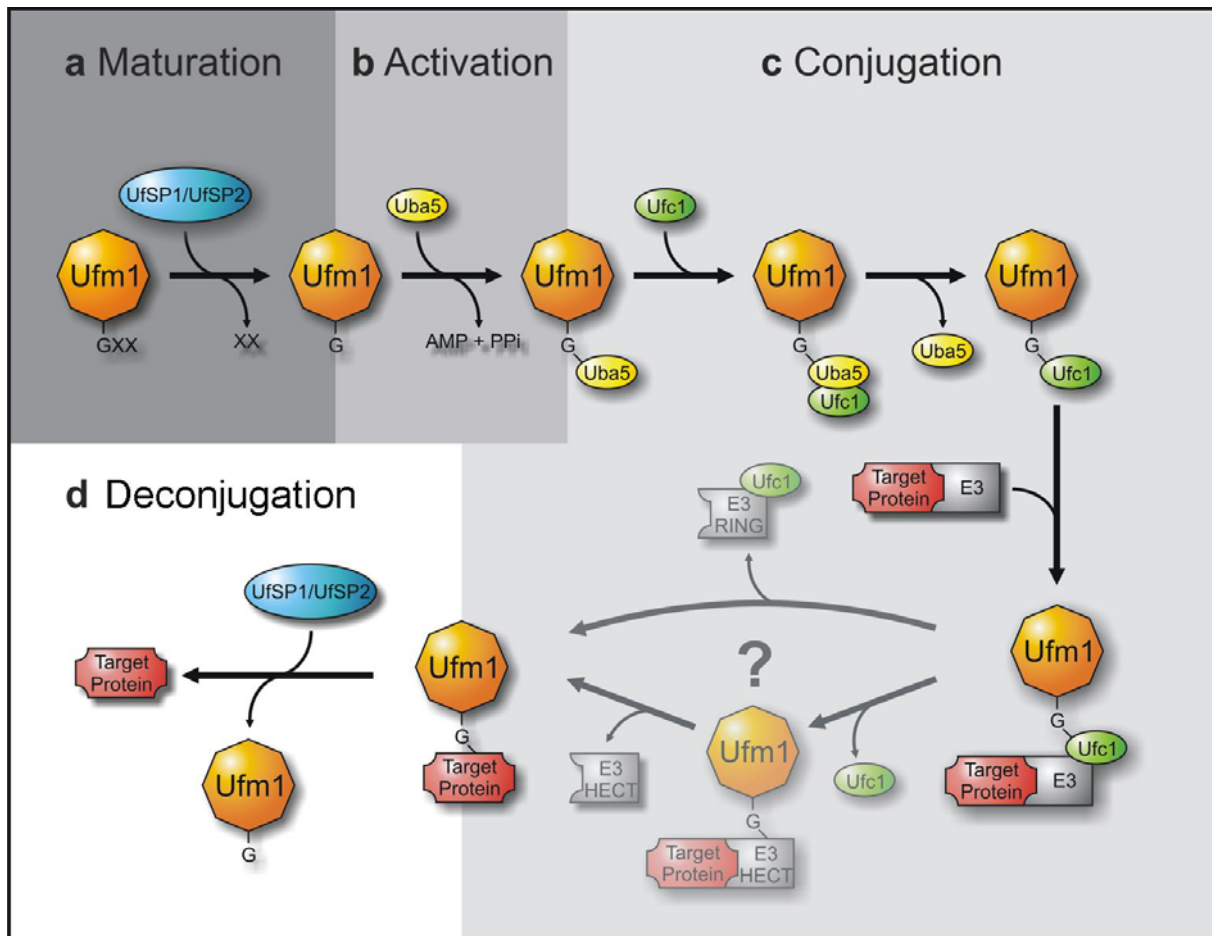 a Maturation
b Activation
c Conjugation
UfSP1/UfSP2
Uba5
Ufc1
Ufm1
Ufm1
Ufm1
Ufm1
Ufm1
GXX
XX
G
AMP + PPi
G
Uba5
G
Uba5
Ufc1
Uba5
G
Ufc1
d Deconjugation
Ufc1
E3
RING
Target
Protein
E3
UfSP1/UfSP2
Target
Protein
Ufm1
G
Ufm1
G
Target
Protein
?
E3
HECT
Ufm1
G
Target
Protein
E3
HECT
Ufc1
Ufm1
G
Ufc1
Target
Protein
E3